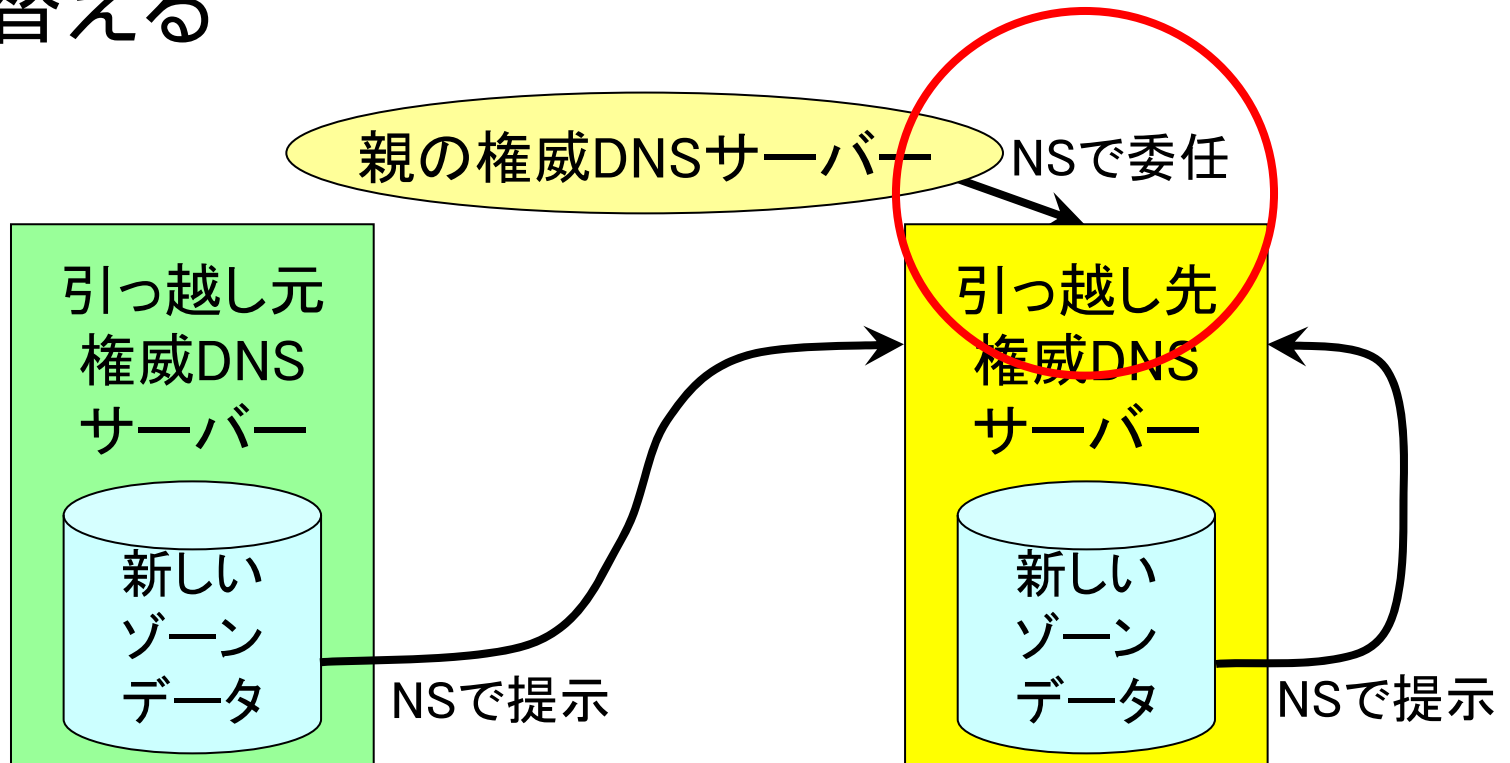 替える
親の権威DNSサーバー
NSで委任
引っ越し元
権威DNS
サーバー
新しい
ゾーン
データ
NSで提示
引っ越し先
権威DNS
サーバー
新しい
ゾーン
データ
NSで提示